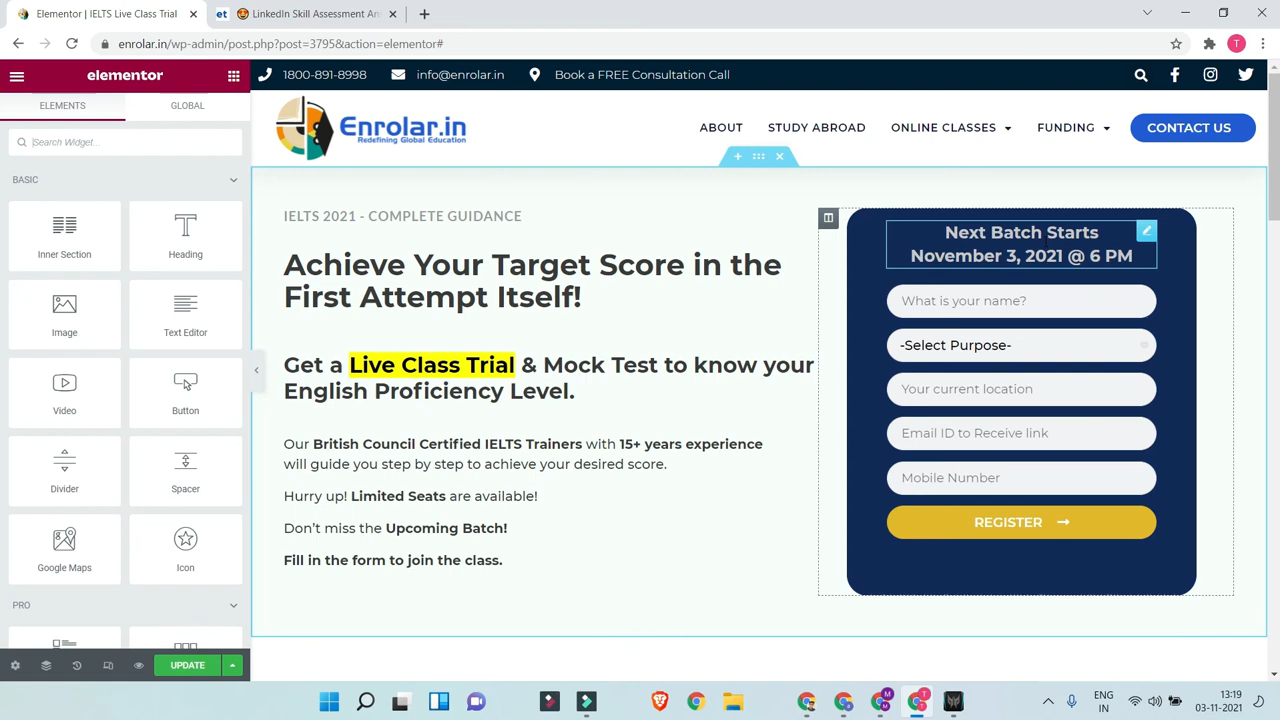 Elementor | IELTS Live Class Trial
et
LinkedIn Skill Assessment An
enrolar.in/wp-admin/post.php?post=3795&action=elementor#
T
elementor
ELEMENTS
GLOBAL
Search Widget...
BASIC
Inner Section
Heading
Image
Text Editor
Video
Button
Divider
Spacer
Google Maps
Icon
PRO
UPDATE
1800-891-8998
info@enrolar.in
Book a FREE Consultation Call
Enrolar.in
Redefining Global Education
ABOUT
STUDY ABROAD
ONLINE CLASSES
FUNDING
CONTACT US
IELTS 2021 - COMPLETE GUIDANCE
Achieve Your Target Score in the
First Attempt Itself!
Get a Live Class Trial & Mock Test to know your
English Proficiency Level.
Our British Council Certified IELTS Trainers with 15+ years experience
will guide you step by step to achieve your desired score.
Hurry up! Limited Seats are available!
Don't miss the Upcoming Batch!
Fill in the form to join the class.
Next Batch Starts
November 3, 2021 @ 6 PM
What is your name?
-Select Purpose-
Your current location
Email ID to Receive link
Mobile Number
REGISTER
ENG
IN
13:19
03-11-2021